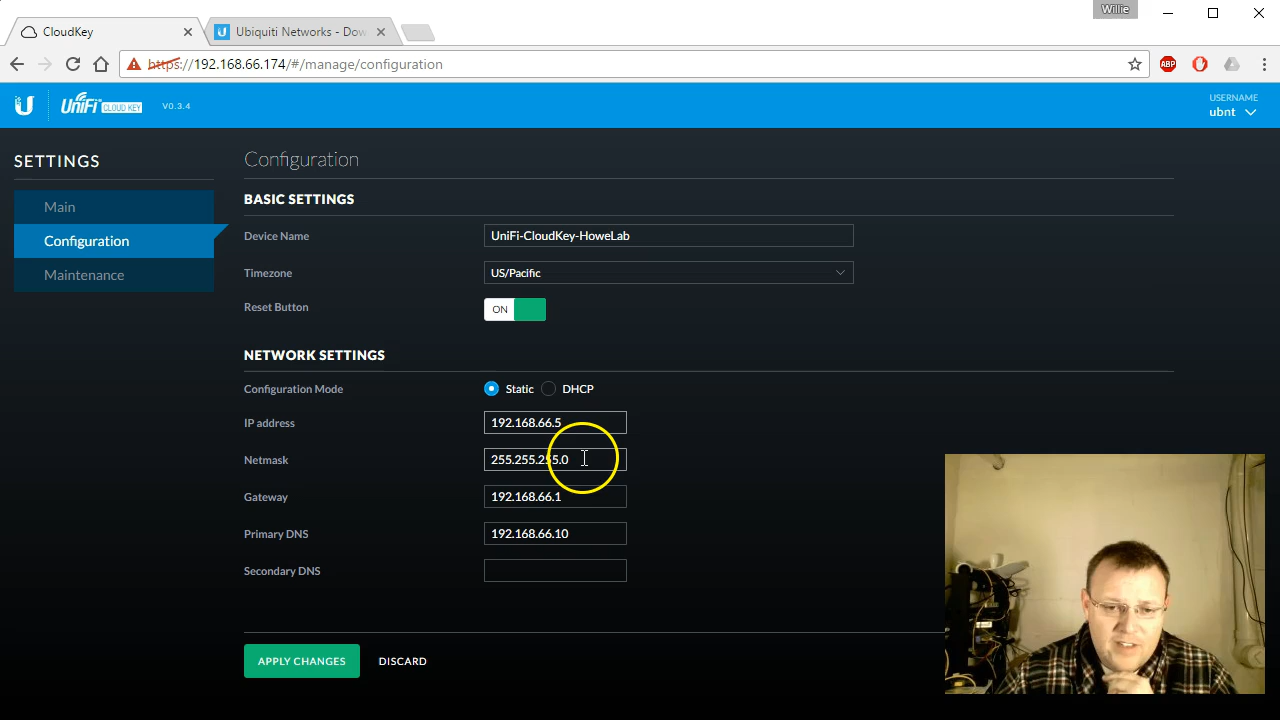 Willie
CloudKey
Ubiquiti Networks - Dow
https://192.168.66.174/#/manage/configuration
ABP
U
UniFi CLOUD KEY
V0.3.4
USERNAME
ubnt
SETTINGS
Main
Configuration
Maintenance
Configuration
BASIC SETTINGS
Device Name UniFi-CloudKey-HoweLab
Timezone US/Pacific
Reset Button ON
NETWORK SETTINGS
Configuration Mode Static DHCP
IP address 192.168.66.5
Netmask 255.255.255.0
Gateway 192.168.66.1
Primary DNS 192.168.66.10
Secondary DNS
APPLY CHANGES DISCARD